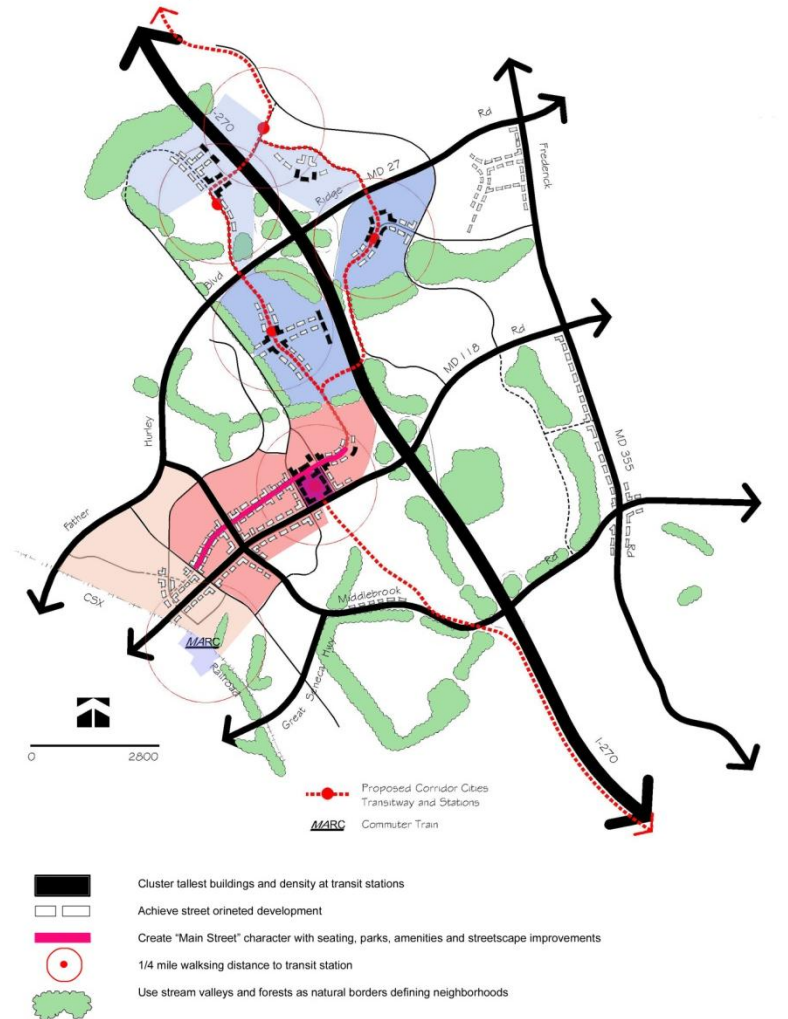 I-270
Rd
Frederick
MD 27
Ridge
Blvd
Rd
MD 118
Hurley
MD 355
Father
Rd
Rd
CSX
Middlebrook
MARC
Railroad
Great Seneca Hwy
I-270
0 2800
Proposed Corridor Cities
Transitway and Stations
MARC Commuter Train
Cluster tallest buildings and density at transit stations
Achieve street orineted development
Create “Main Street” character with seating, parks, amenities and streetscape improvements
1/4 mile walksing distance to transit station
Use stream valleys and forests as natural borders defining neighborhoods